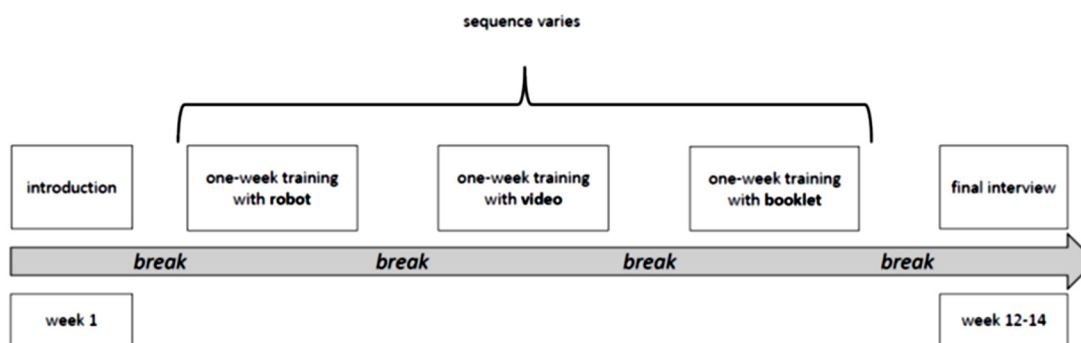 sequence varies
introduction
one-week training
with robot
one-week training
with video
one-week training
with booklet
final interview
break
break
break
break
week 1
week 12-14